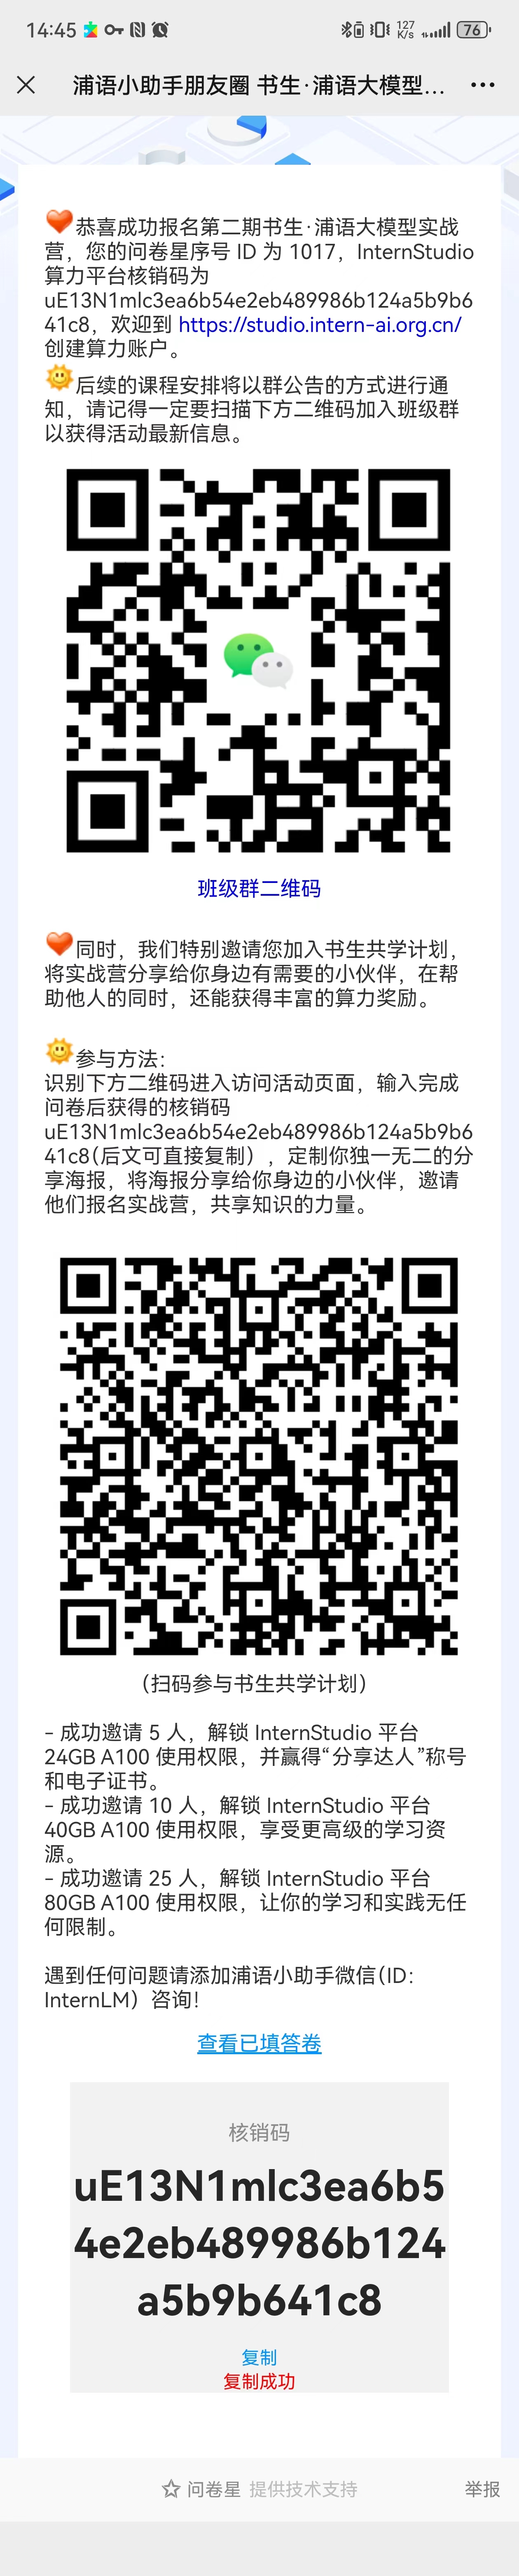 14:45
127
K/s
76
浦语小助手朋友圈 书生·浦语大模型...
恭喜成功报名第二期书生·浦语大模型实战
营，您的问卷星序号 ID 为 1017，InternStudio
算力平台核销码为
uE13N1mlc3ea6b54e2eb489986b124a5b9b6
41c8，欢迎到 https://studio.intern-ai.org.cn/
创建算力账户。
后续的课程安排将以群公告的方式进行通
知，请记得一定要扫描下方二维码加入班级群
以获得活动最新信息。
班级群二维码
同时，我们特别邀请您加入书生共学计划，
将实战营分享给你身边有需要的小伙伴，在帮
助他人的同时，还能获得丰富的算力奖励。
参与方法：
识别下方二维码进入访问活动页面，输入完成
问卷后获得的核销码
uE13N1mlc3ea6b54e2eb489986b124a5b9b6
41c8(后文可直接复制），定制你独一无二的分
享海报，将海报分享给你身边的小伙伴，邀请
他们报名实战营，共享知识的力量。
（扫码参与书生共学计划）
- 成功邀请 5 人，解锁 InternStudio 平台
24GB A100 使用权限，并赢得“分享达人”称号
和电子证书。
- 成功邀请 10 人，解锁 InternStudio 平台
40GB A100 使用权限，享受更高级的学习资
源。
- 成功邀请 25 人，解锁 InternStudio 平台
80GB A100 使用权限，让你的学习和实践无任
何限制。
遇到任何问题请添加浦语小助手微信(ID：
InternLM）咨询！
查看已填答卷
核销码
uE13N1mlc3ea6b5
4e2eb489986b124
a5b9b641c8
复制
复制成功
问卷星 提供技术支持
举报